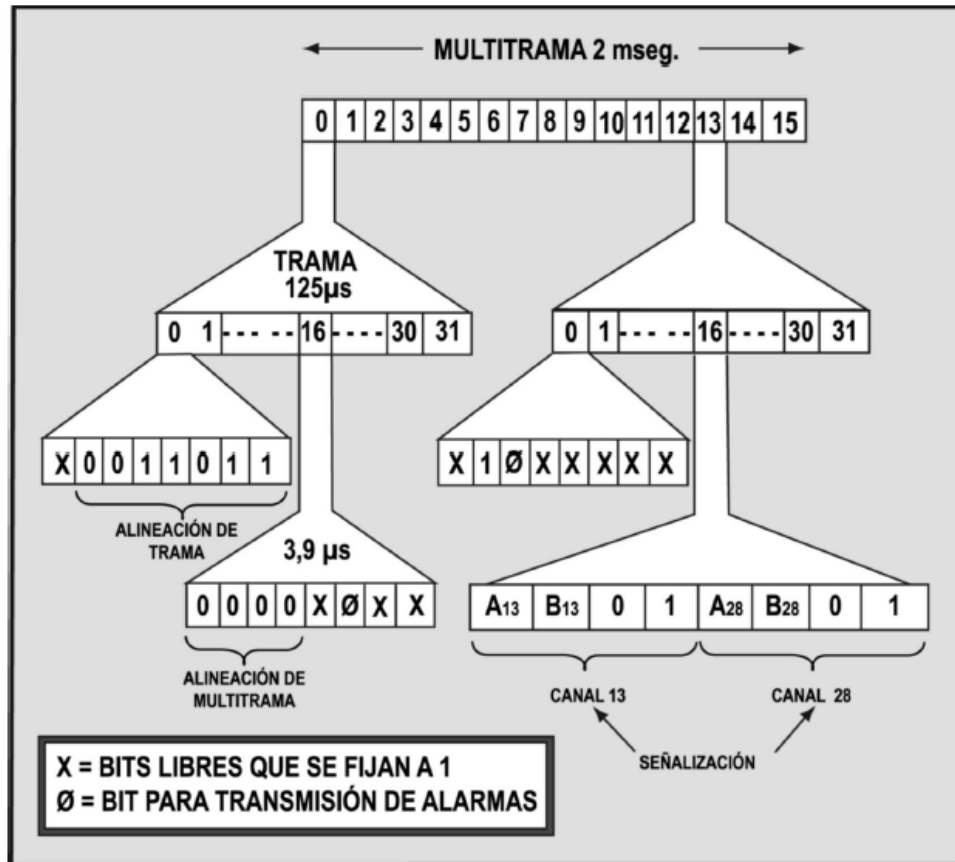 MULTITRAMA 2 mseg.
0 1 2 3 4 5 6 7 8 9 10 11 12 13 14 15
TRAMA
125µs
0 1 - - - - - 16 - - - - 30 31
0 1 - - - - - 16 - - - - 30 31
X 0 0 1 1 0 1 1
X 1 Ø X X X X X
ALINEACIÓN DE
TRAMA
3,9 µs
0 0 0 0 X Ø X X
A13 B13 0 1 A28 B28 0 1
ALINEACIÓN DE
MULTITRAMA
CANAL 13
CANAL 28
SEÑALIZACIÓN
X = BITS LIBRES QUE SE FIJAN A 1
Ø = BIT PARA TRANSMISIÓN DE ALARMAS